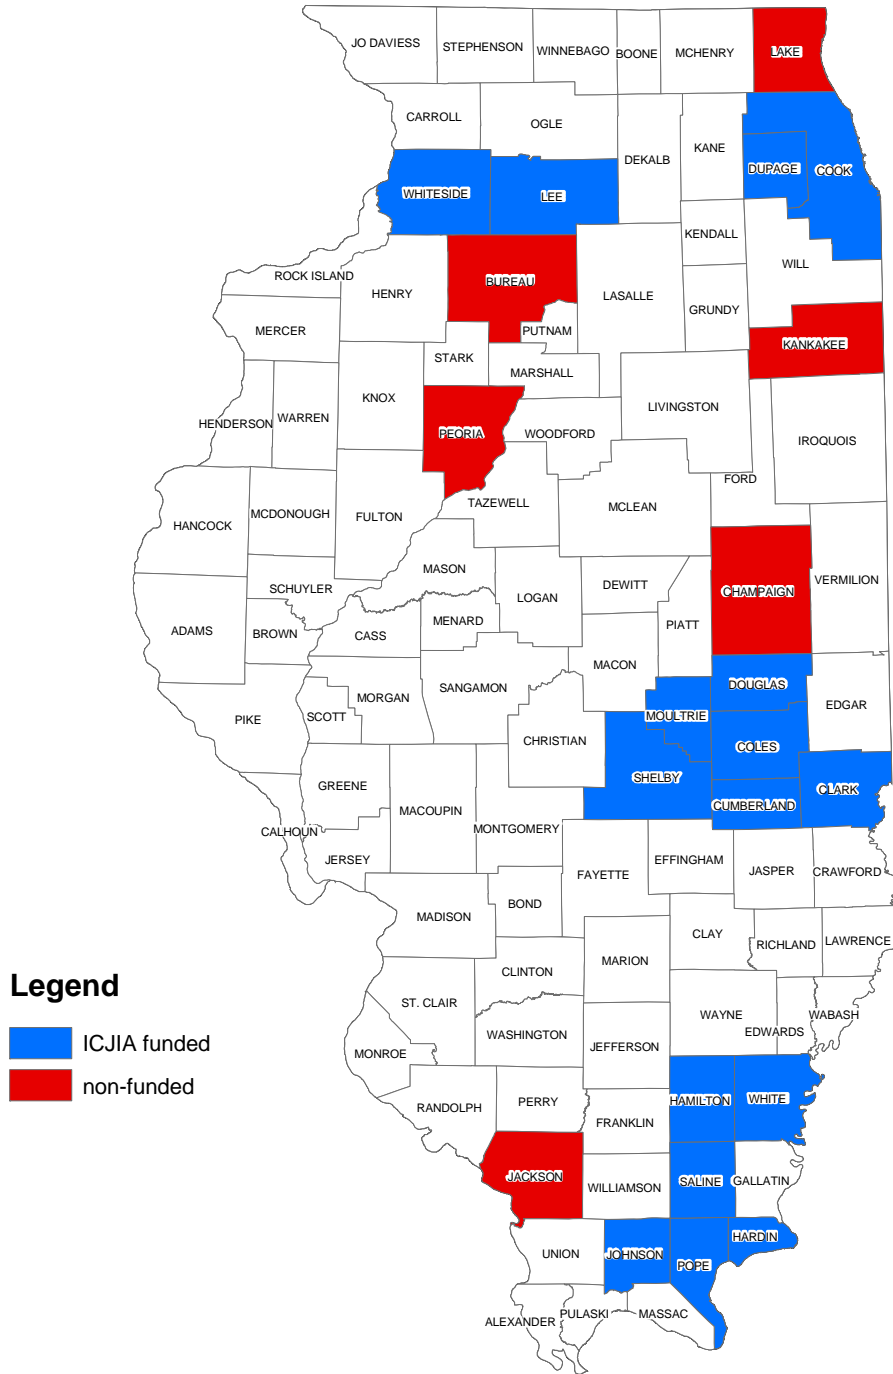 JO DAVIESS
STEPHENSON
WINNEBAGO
BOONE
MCHENRY
LAKE
CARROLL
OGLE
DEKALB
KANE
DUPAGE
COOK
WHITESIDE
LEE
KENDALL
WILL
ROCK ISLAND
HENRY
BUREAU
LASALLE
GRUNDY
MERCER
PUTNAM
KANKAKEE
STARK
MARSHALL
KNOX
HENDERSON
WARREN
PEORIA
WOODFORD
LIVINGSTON
IROQUOIS
FORD
HANCOCK
MCDONOUGH
FULTON
TAZEWELL
MCLEAN
MASON
SCHUYLER
LOGAN
DEWITT
CHAMPAIGN
VERMILION
ADAMS
BROWN
CASS
MENARD
PIATT
MACON
PIKE
SCOTT
MORGAN
SANGAMON
DOUGLAS
EDGAR
MOULTRIE
CHRISTIAN
COLES
SHELBY
GREENE
MACOUPIN
CUMBERLAND
CLARK
CALHOUN
MONTGOMERY
JERSEY
FAYETTE
EFFINGHAM
JASPER
CRAWFORD
MADISON
BOND
CLAY
RICHLAND
LAWRENCE
MARION
CLINTON
ST. CLAIR
WAYNE
EDWARDS
WABASH
WASHINGTON
JEFFERSON
MONROE
RANDOLPH
PERRY
HAMILTON
WHITE
FRANKLIN
JACKSON
WILLIAMSON
SALINE
GALLATIN
UNION
JOHNSON
POPE
HARDIN
ALEXANDER
PULASKI
MASSAC
Legend
ICJIA funded
non-funded